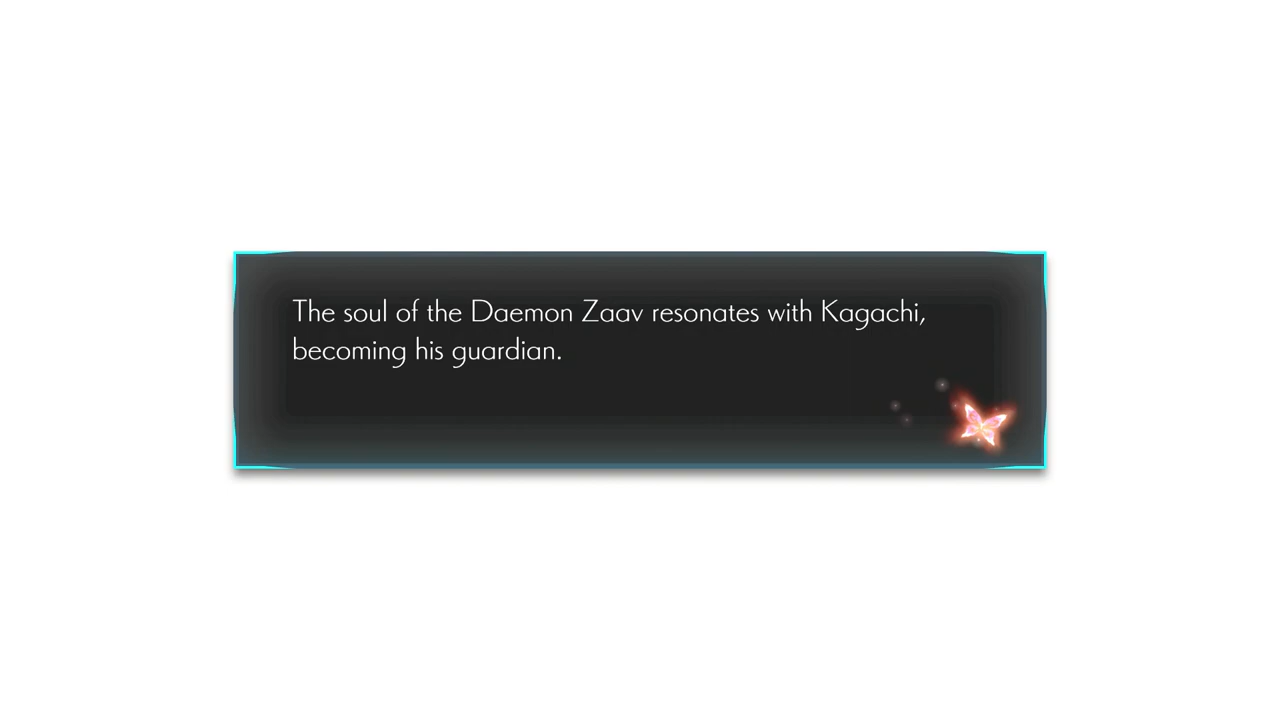 The soul of the Daemon Zaav resonates with Kagachi,
becoming his guardian.